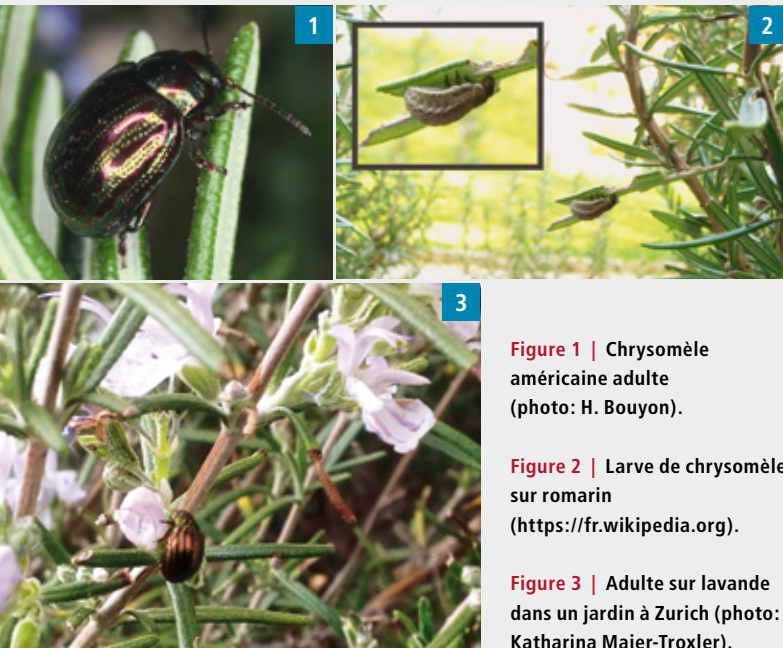 1
2
3
Figure 1 | Chrysomèle
américaine adulte
(photo: H. Bouyon).
Figure 2 | Larve de chrysomèle
sur romarin
(https://fr.wikipedia.org).
Figure 3 | Adulte sur lavande
dans un jardin à Zurich (photo:
Katharina Majer-Troxler).